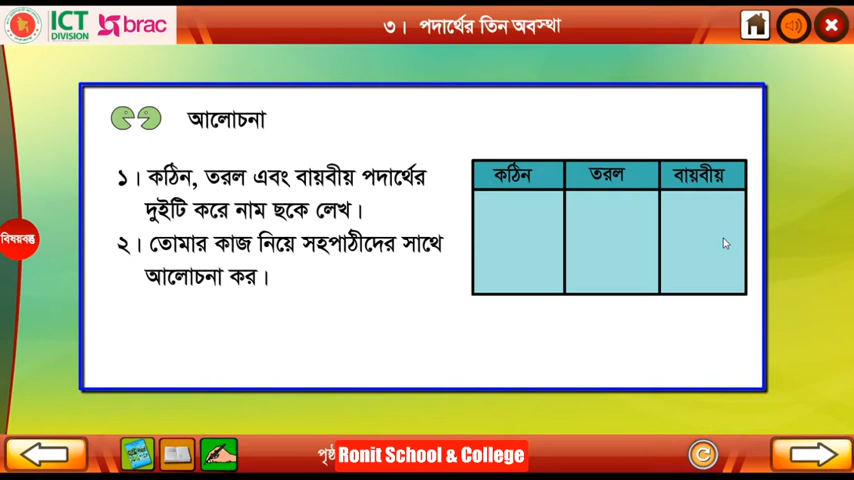 ICT
DIVISION
brac
৩। পদার্থের তিন অবস্থা
আলোচনা
১। কঠিন, তরল এবং বায়বীয় পদার্থের
দুইটি করে নাম ছকে লেখ।
২। তোমার কাজ নিয়ে সহপাঠীদের সাথে
আলোচনা কর।
কঠিন তরল বায়বীয়
বিষয়বস্তু
Ronit School & College